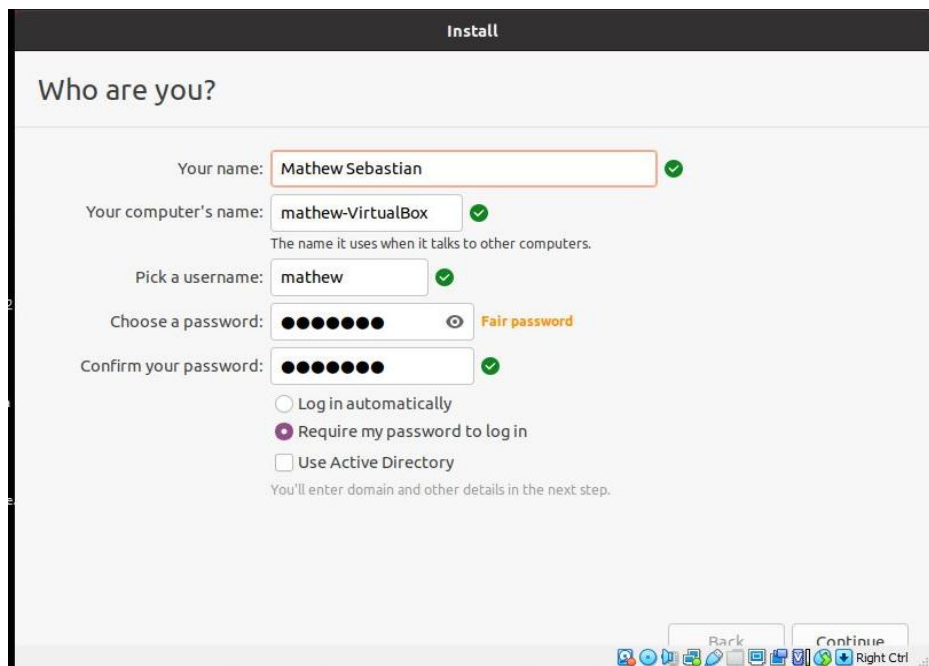 Install
Who are you?
Your name: Mathew Sebastian
Your computer's name: mathew-VirtualBox
The name it uses when it talks to other computers.
Pick a username: mathew
Choose a password: ●●●●●●● Fair password
Confirm your password: ●●●●●●●
Log in automatically
Require my password to log in
Use Active Directory
You'll enter domain and other details in the next step.
Back Continue
Right Ctrl